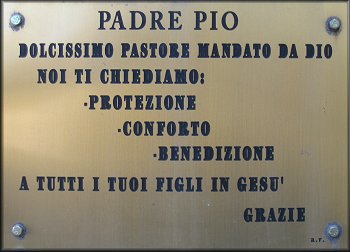 PADRE PIO
DOLCISSIMO PASTORE MANDATO DA DIO
NOI TI CHIEDIAMO:
-PROTEZIONE
-CONFORTO
-BENEDIZIONE
A TUTTI I TUOI FIGLI IN GESU'
GRAZIE
R.F.